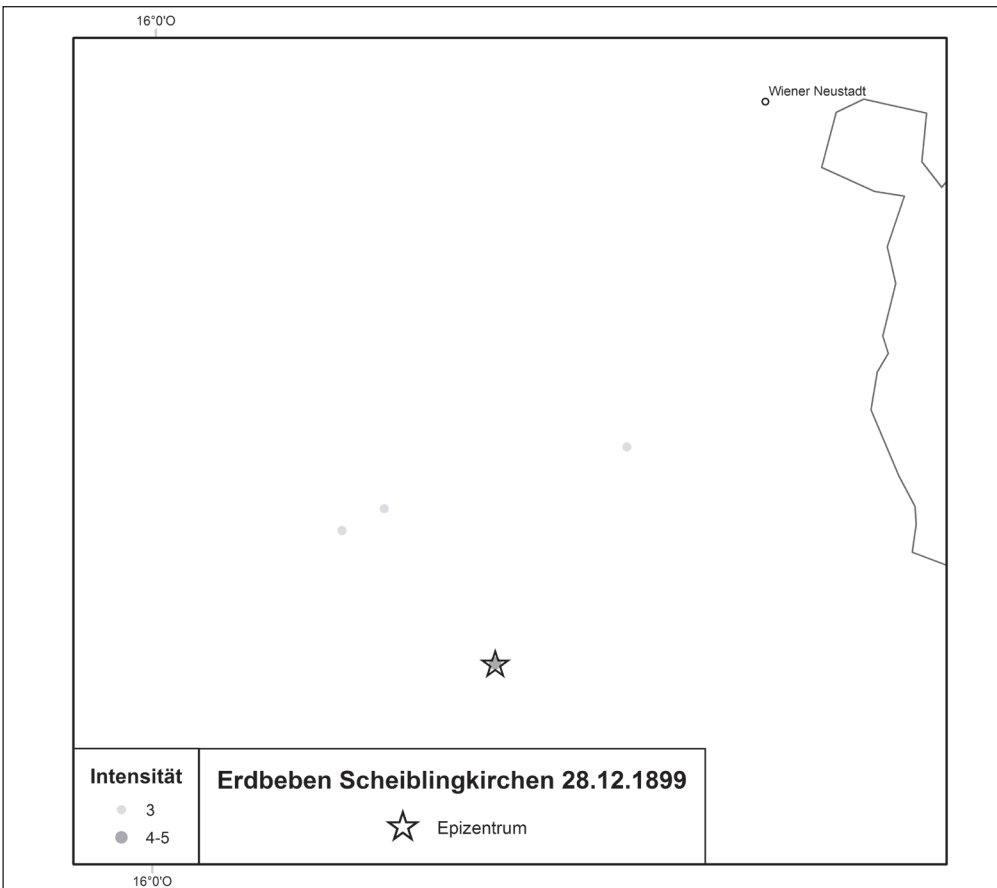 16°0'O
Wiener Neustadt
Intensität
3
4-5
Erdbeben Scheiblingkirchen 28.12.1899
Epizentrum
16°0'O